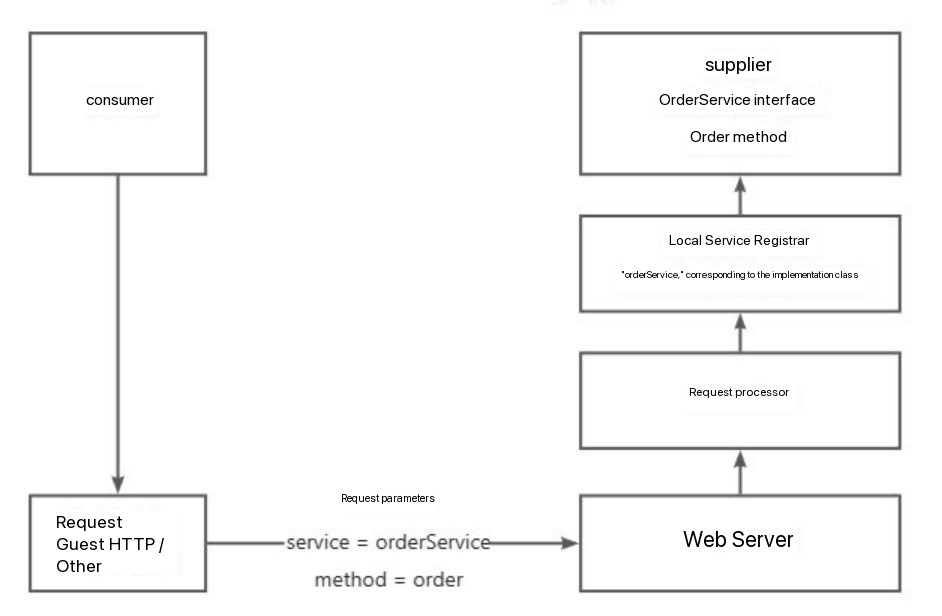 consumer
supplier
OrderService interface
Order method
Local Service Registrar
"orderService," corresponding to the implementation class
Request processor
Request parameters
service = orderService
method = order
Request
Guest HTTP /
Other
Web Server